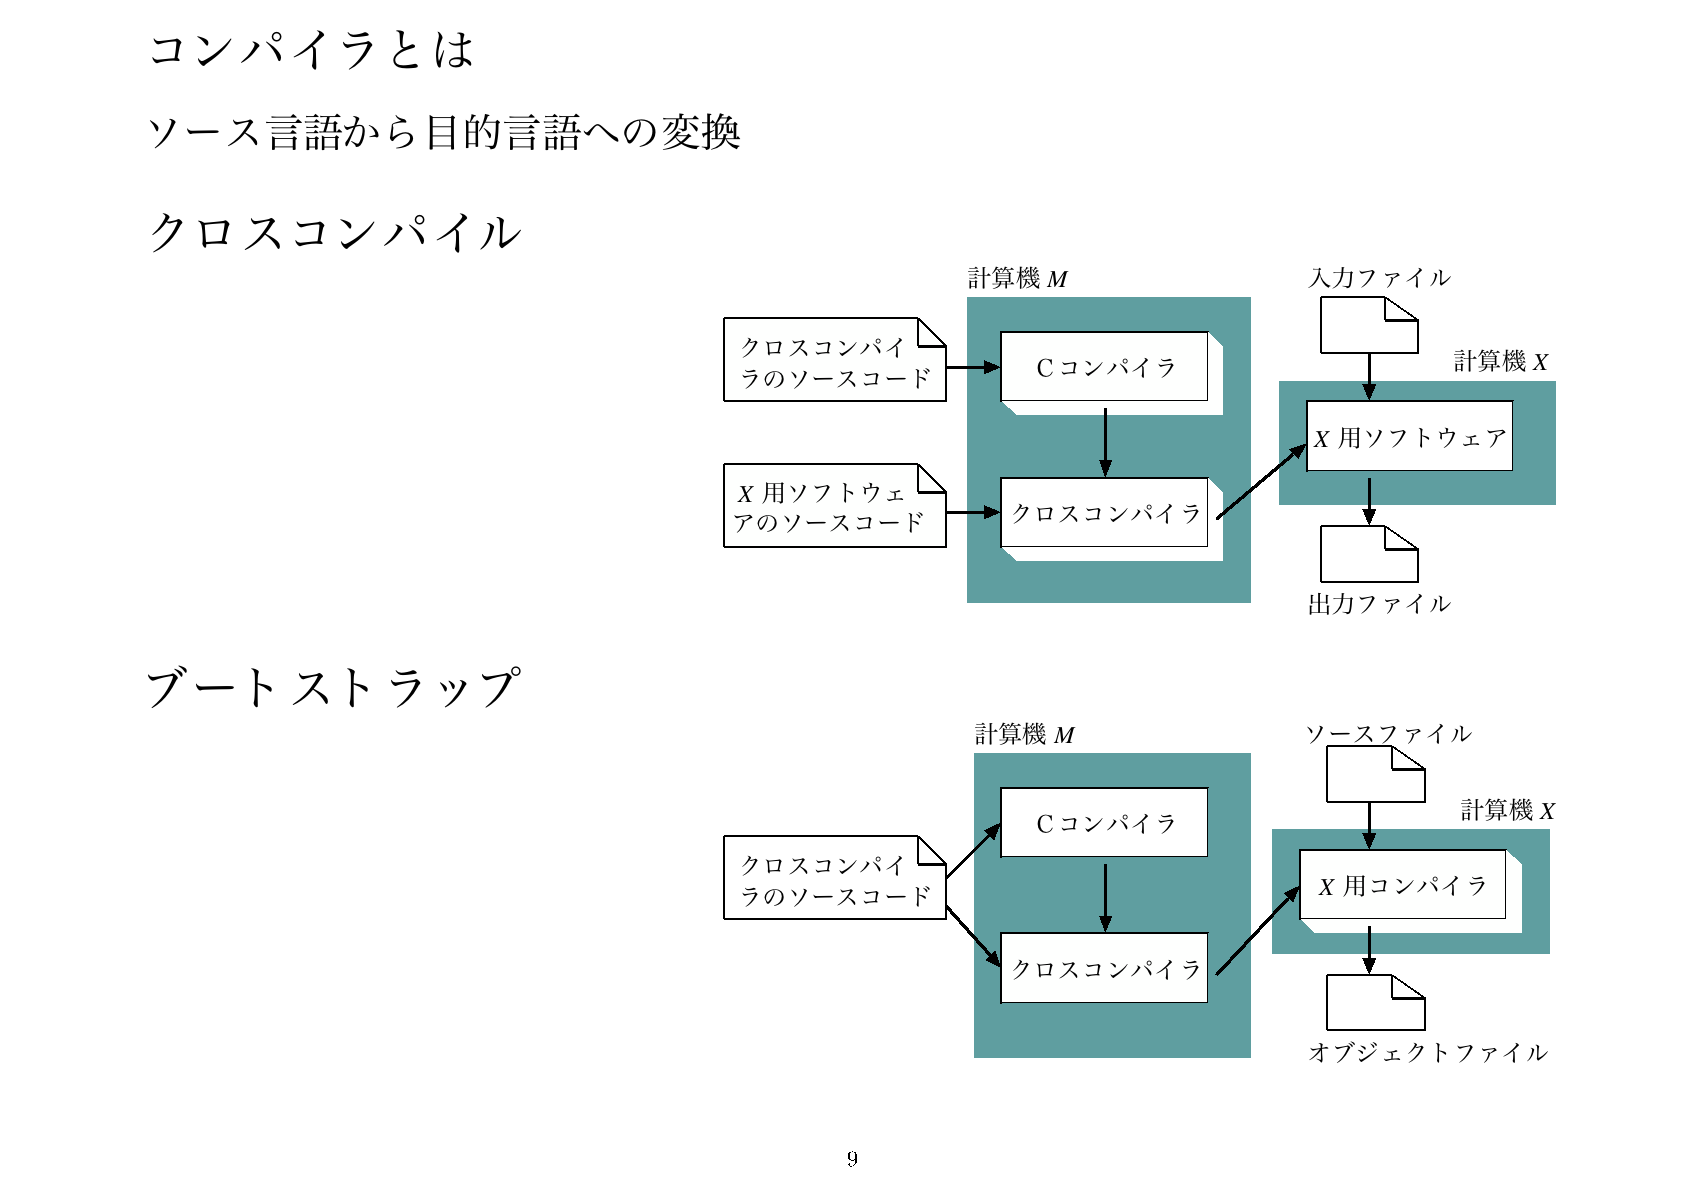 コンパイラとは
ソース言語から目的言語への変換
クロスコンパイル
計算機 M
入力ファイル
クロスコンパイ
ラのソースコード
Cコンパイラ
計算機 X
X 用ソフトウェア
X 用ソフトウェ
アのソースコード
クロスコンパイラ
出力ファイル
ブートストラップ
計算機 M
ソースファイル
計算機 X
Cコンパイラ
クロスコンパイ
ラのソースコード
X 用コンパイラ
クロスコンパイラ
オブジェクトファイル
9